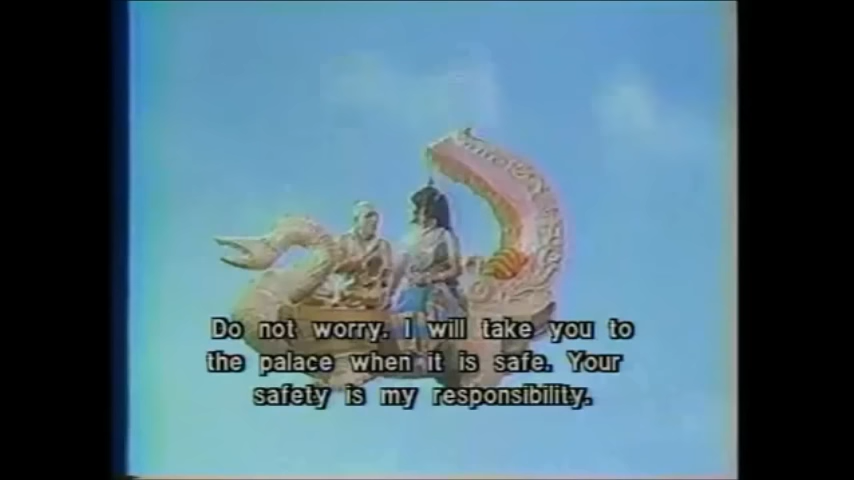 Do not worry. I will take you to
the palace when it is safe. Your
safety is my responsibility.